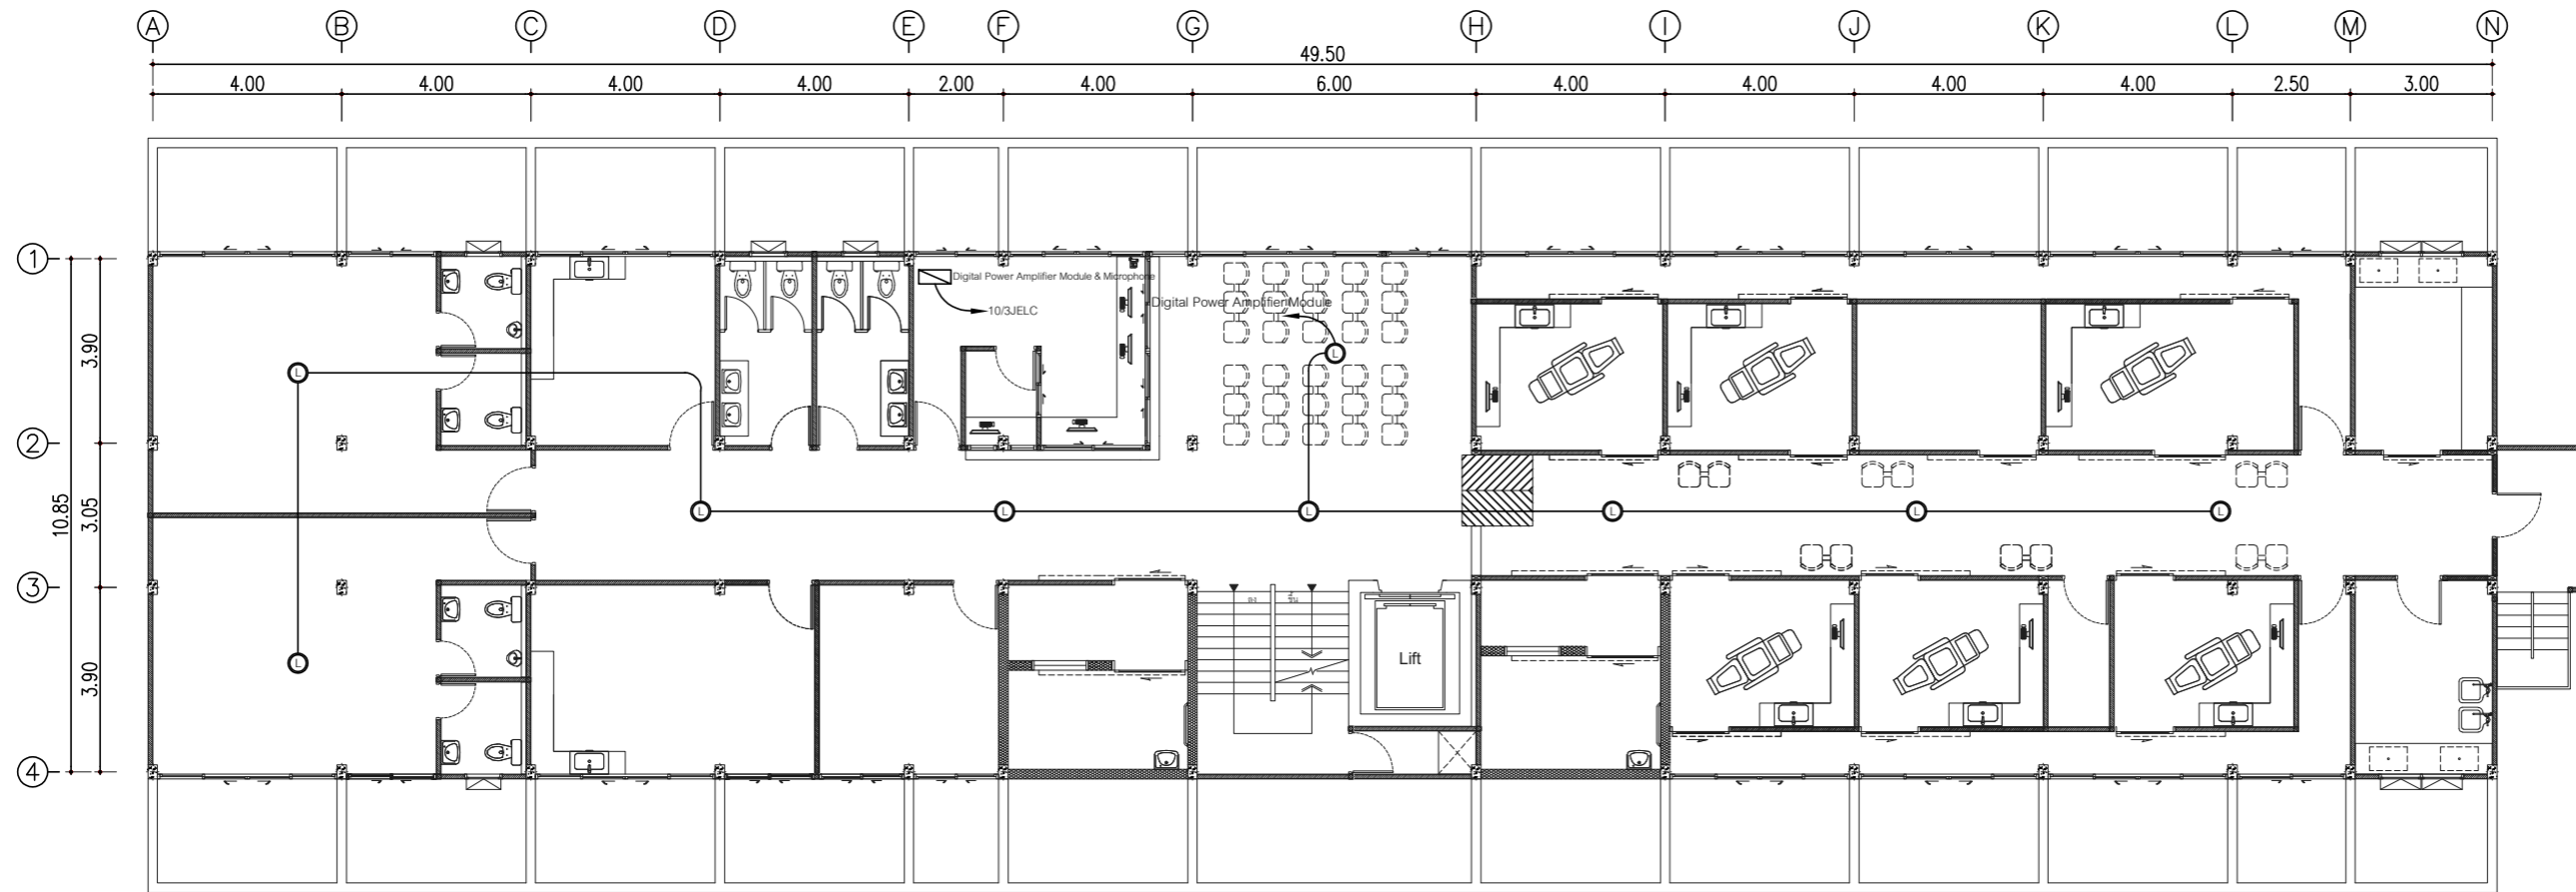 A B C D E F G H I J K L M N
49.50
4.00 4.00 4.00 4.00 2.00 4.00 6.00 4.00 4.00 4.00 4.00 2.50 3.00
1
Digital Power Amplifier Module & Microphone
10/3JELC
Digital Power Amplifier Module
3.90
L
L
2
10.85
3.05
L L L L L L
3
3.90
Lift
L
4